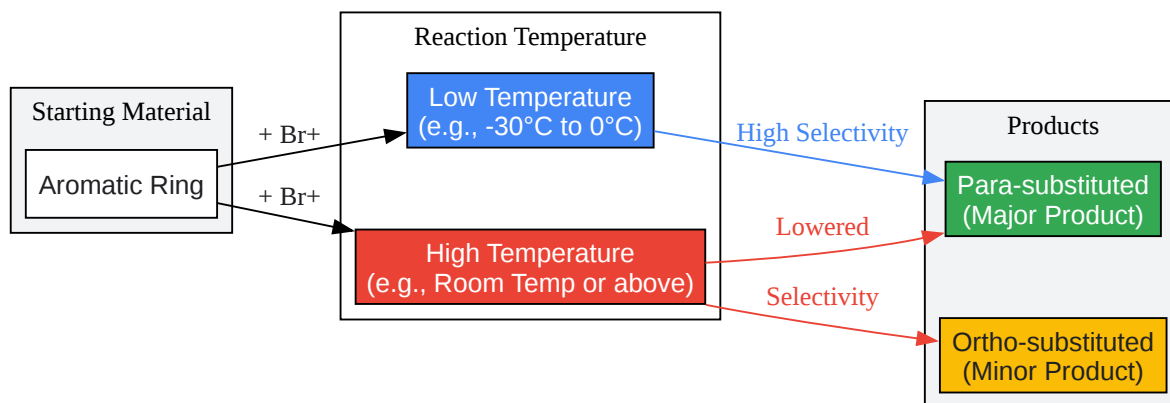 Starting Material
Aromatic Ring
+ Br+
+ Br+
Reaction Temperature
Low Temperature
(e.g., -30°C to 0°C)
High Temperature
(e.g., Room Temp or above)
High Selectivity
Lowered
Selectivity
Products
Para-substituted
(Major Product)
Ortho-substituted
(Minor Product)